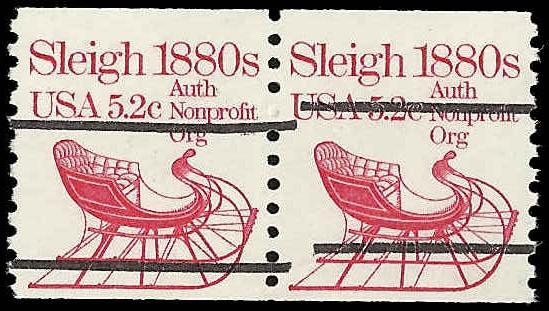 Sleigh 1880s
USA 5.2c
Auth
Nonprofit
Org
Sleigh 1880s
USA 5.2c
Auth
Nonprofit
Org